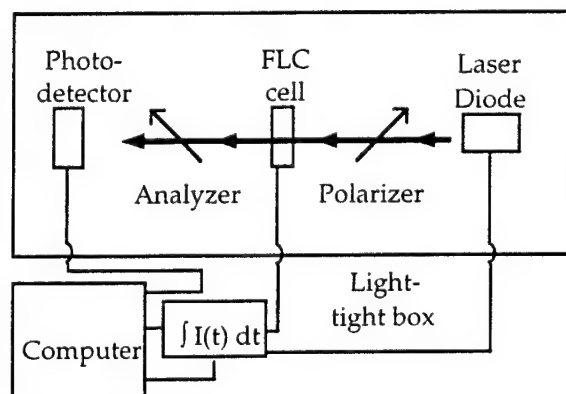 Photo-
detector
FLC
cell
Laser
Diode
Analyzer
Polarizer
Light-
tight box
Computer
∫ I(t) dt